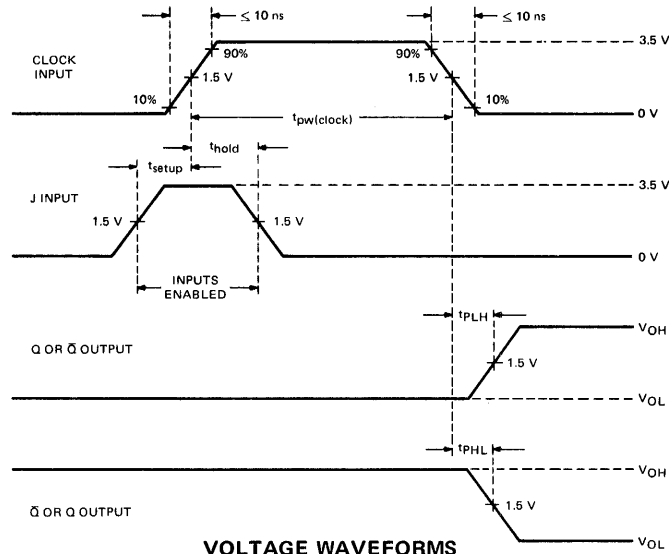 ≤ 10 ns
≤ 10 ns
CLOCK
INPUT
90%
90%
3.5 V
1.5 V
1.5 V
10%
10%
0 V
tpw(clock)
thold
tsetup
3.5 V
J INPUT
1.5 V
1.5 V
0 V
INPUTS
ENABLED
tPLH
VOH
Q OR Q̄ OUTPUT
1.5 V
VOL
tPHL
VOH
Q̄ OR Q OUTPUT
1.5 V
VOL
VOLTAGE WAVEFORMS